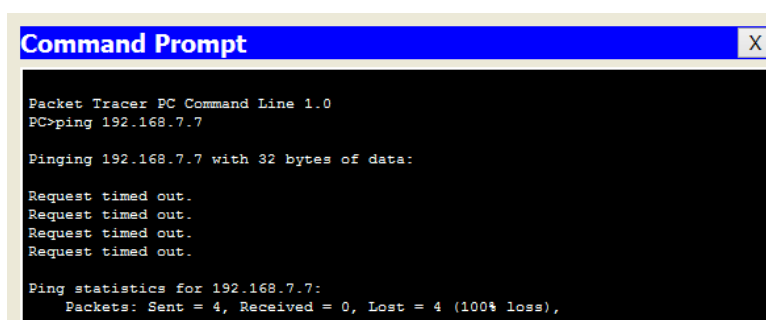 Command Prompt X
Packet Tracer PC Command Line 1.0
PC>ping 192.168.7.7
Pinging 192.168.7.7 with 32 bytes of data:
Request timed out.
Request timed out.
Request timed out.
Request timed out.
Ping statistics for 192.168.7.7:
Packets: Sent = 4, Received = 0, Lost = 4 (100% loss),